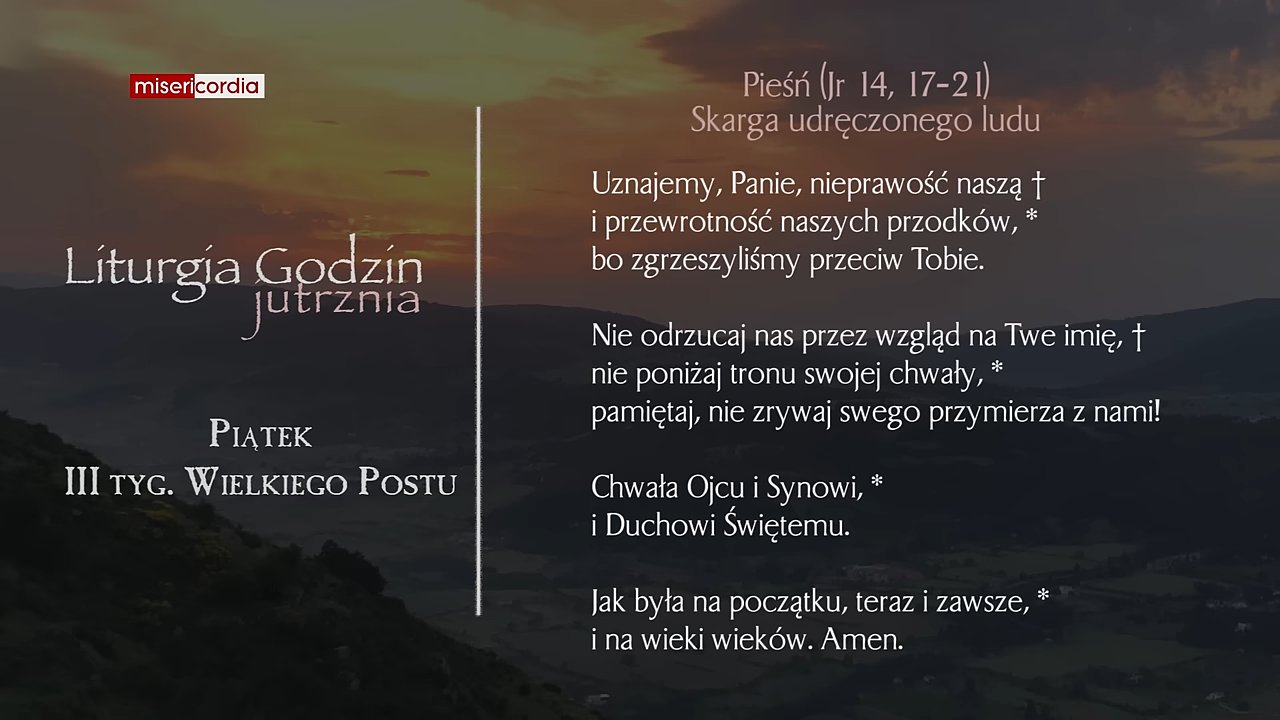 misericordia
Liturgia Godzin
jutrznia
Piątek
III tyg. Wielkiego Postu
Pieśń (Jr 14, 17-21)
Skarga udręczonego ludu
Uznajemy, Panie, nieprawość naszą †
i przewrotność naszych przodków, *
bo zgrzeszyliśmy przeciw Tobie.
Nie odrzucaj nas przez wzgląd na Twe imię, †
nie poniżaj tronu swojej chwały, *
pamiętaj, nie zrywaj swego przymierza z nami!
Chwała Ojcu i Synowi, *
i Duchowi Świętemu.
Jak była na początku, teraz i zawsze, *
i na wieki wieków. Amen.